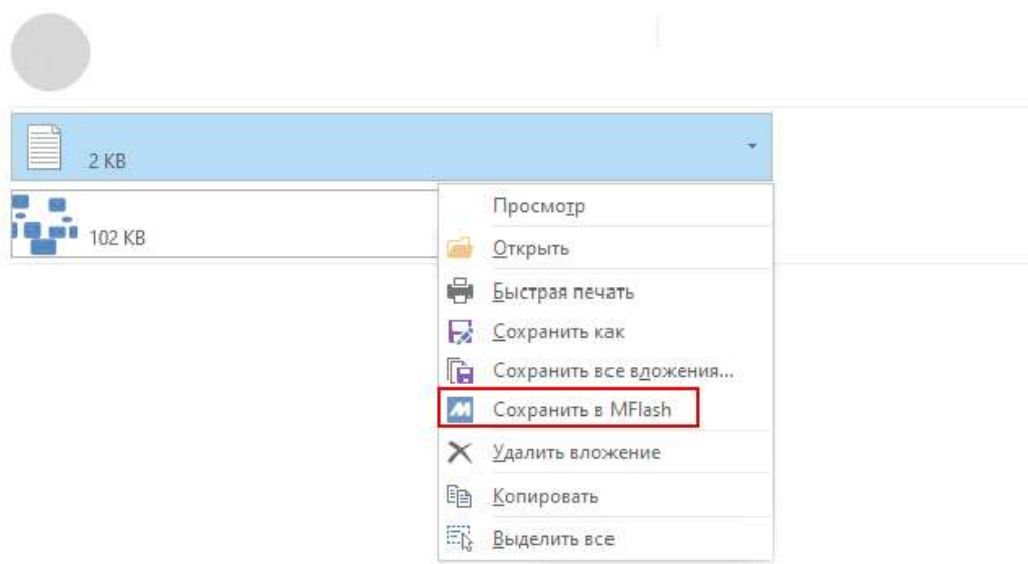 2 KB
102 KB
Просмотр
Открыть
Быстрая печать
Сохранить как
Сохранить все вложения...
Сохранить в MFlash
Удалить вложение
Копировать
Выделить все